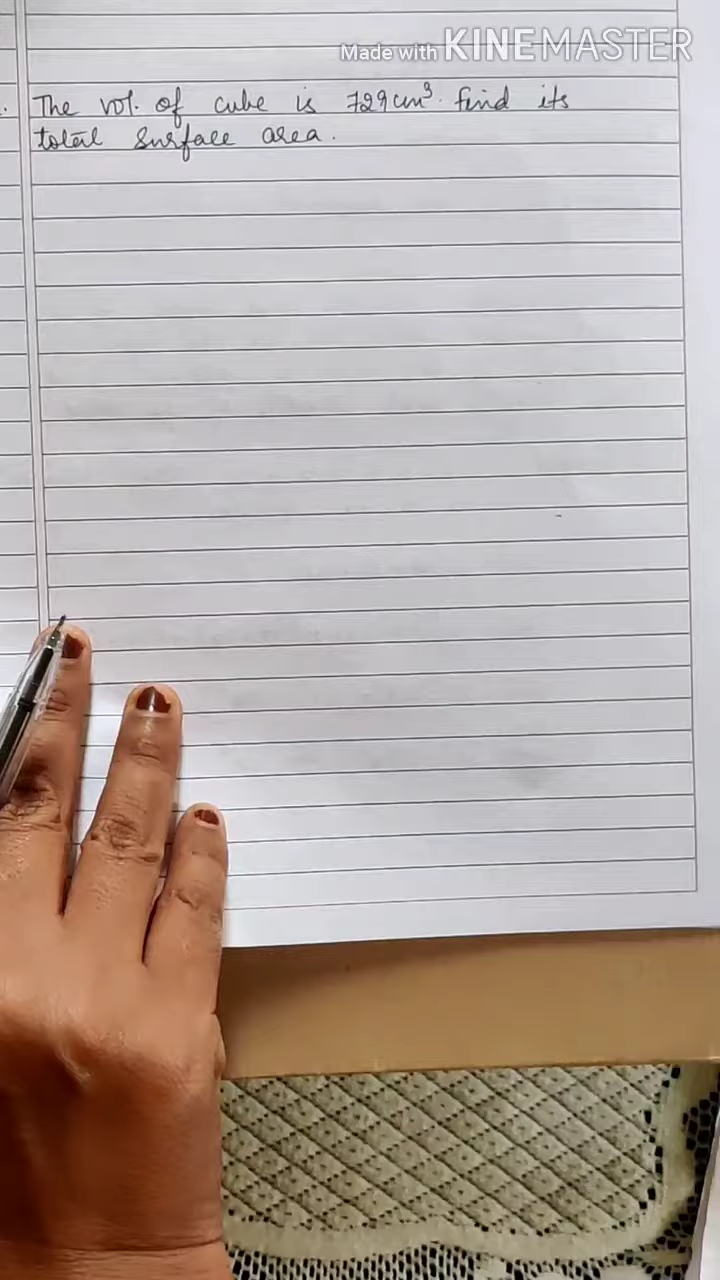 Made with KINEMASTER
The vol. of cube is 729cm³. find its
total surface area.